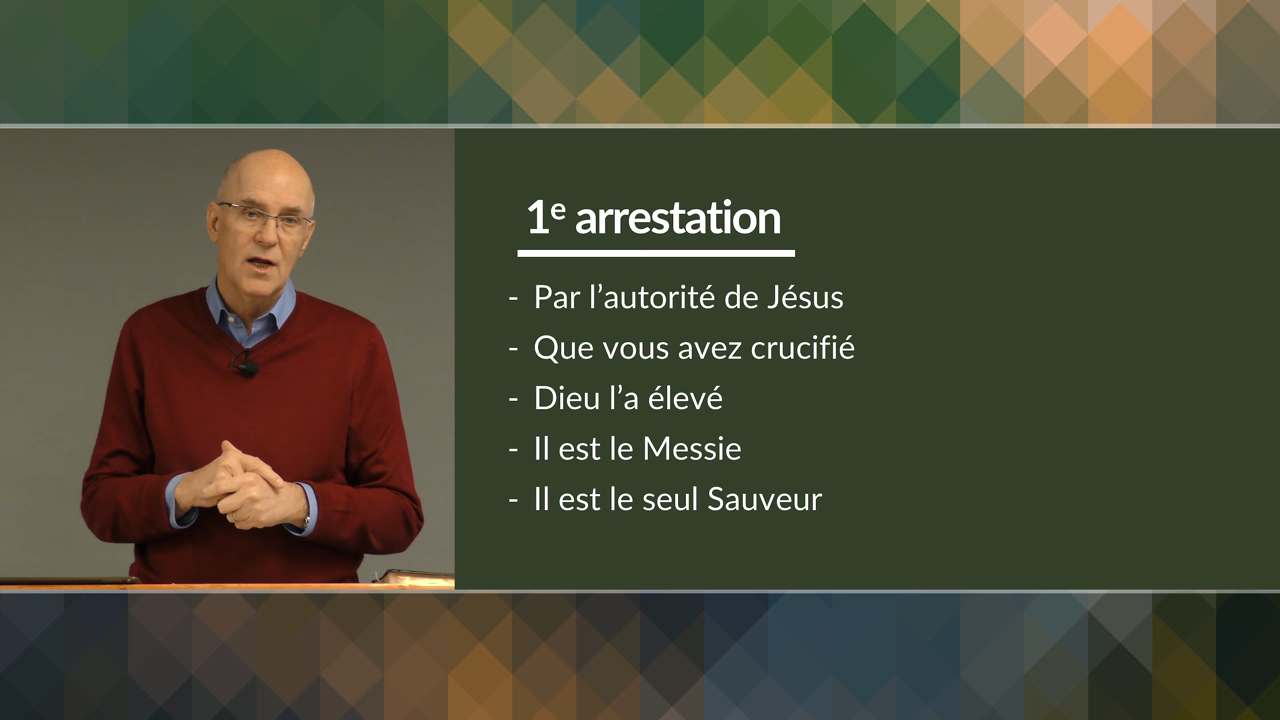 1ᵉ arrestation
- Par l’autorité de Jésus
- Que vous avez crucifié
- Dieu l’a élevé
- Il est le Messie
- Il est le seul Sauveur